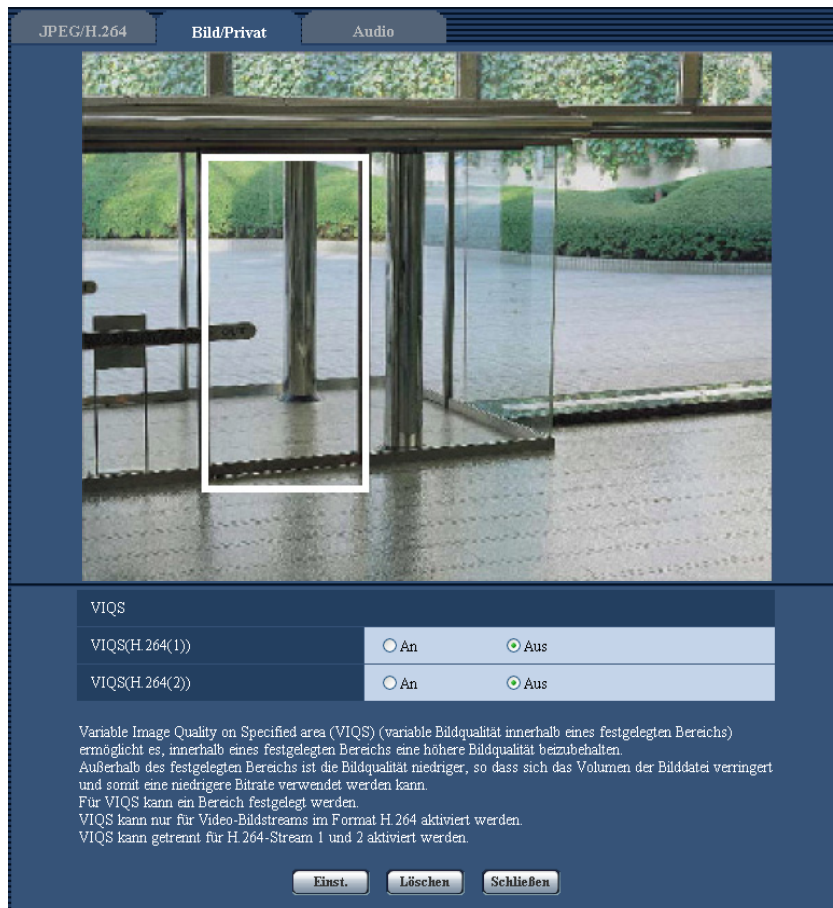 JPEG/H.264 Bild/Privat Audio
VIQS
VIQS(H.264(1)) An Aus
VIQS(H.264(2)) An Aus
Variable Image Quality on Specified area (VIQS) (variable Bildqualität innerhalb eines festgelegten Bereichs)
ermöglicht es, innerhalb eines festgelegten Bereichs eine höhere Bildqualität beizubehalten.
Außerhalb des festgelegten Bereichs ist die Bildqualität niedriger, so dass sich das Volumen der Bilddatei verringert
und somit eine niedrigere Bitrate verwendet werden kann.
Für VIQS kann ein Bereich festgelegt werden.
VIQS kann nur für Video-Bildstreams im Format H.264 aktiviert werden.
VIQS kann getrennt für H.264-Stream 1 und 2 aktiviert werden.
Einst. Löschen Schließen